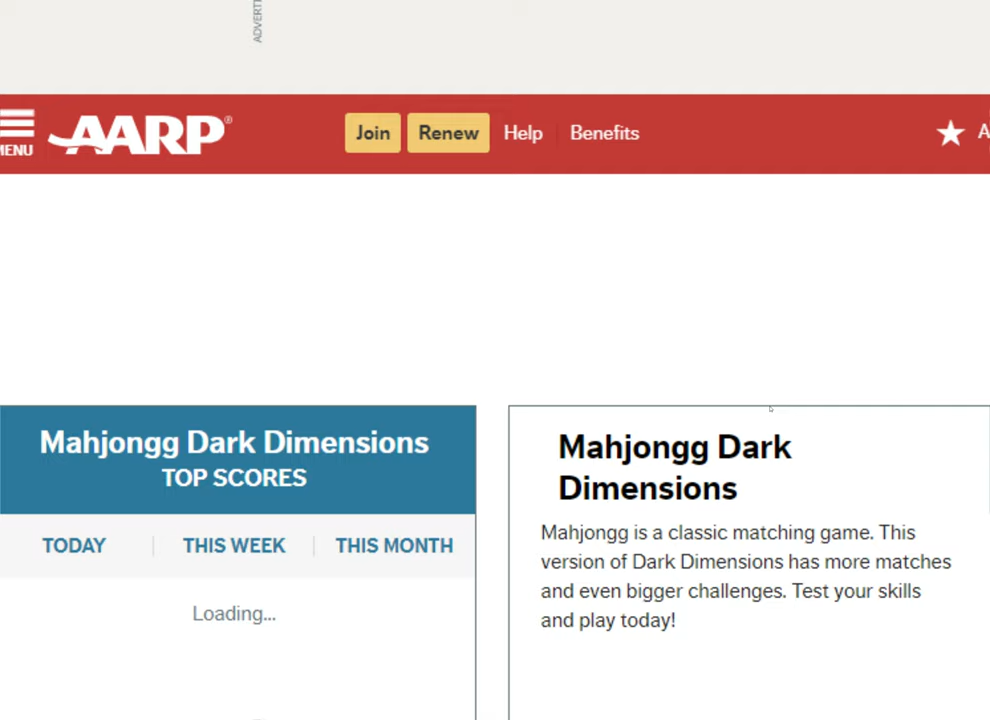 ADVERTI
MENU
AARP®
Join
Renew
Help
Benefits
A
Mahjongg Dark Dimensions
TOP SCORES
TODAY
THIS WEEK
THIS MONTH
Loading...
Mahjongg Dark
Dimensions
Mahjongg is a classic matching game. This
version of Dark Dimensions has more matches
and even bigger challenges. Test your skills
and play today!